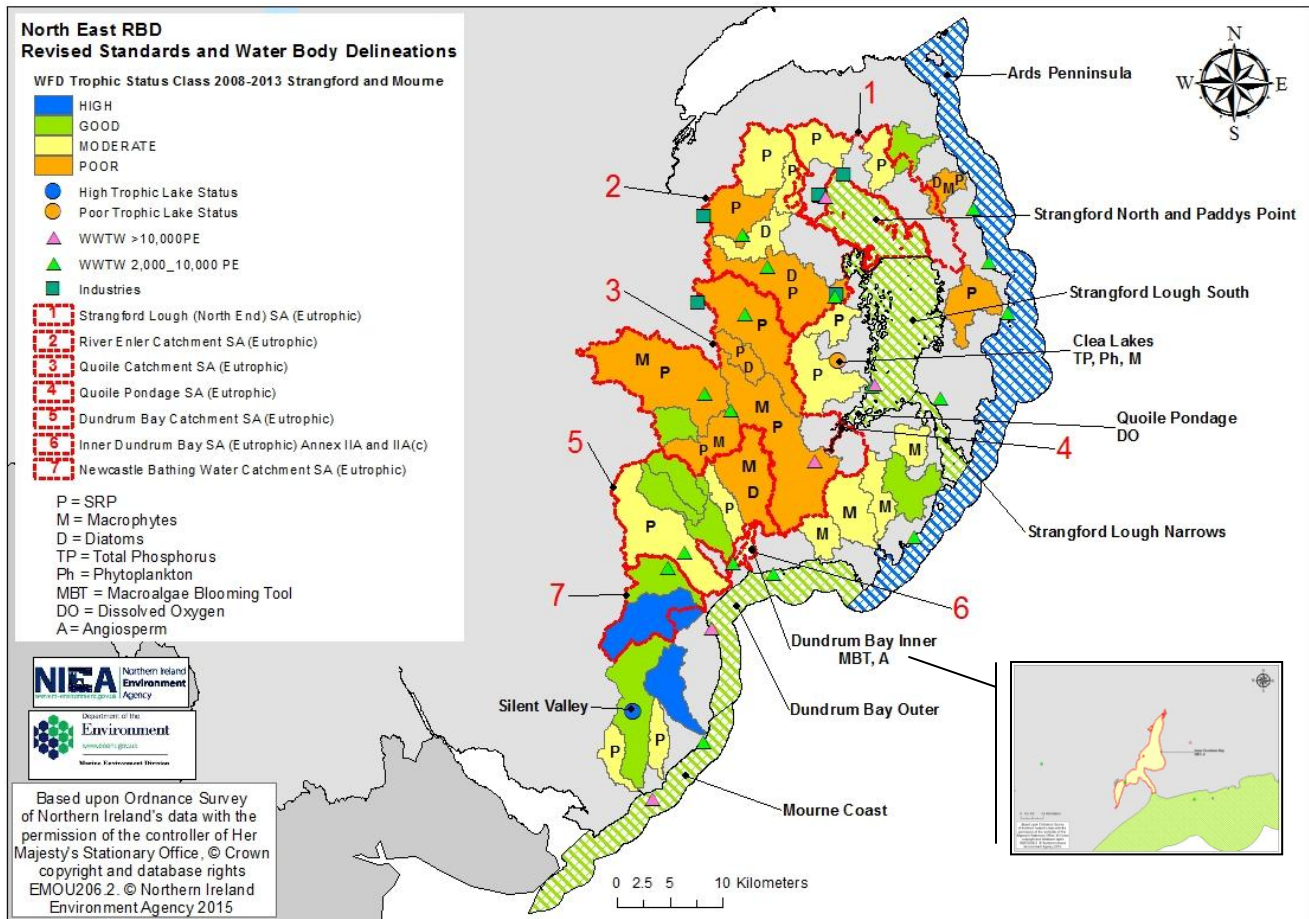 North East RBD
Revised Standards and Water Body Delineations
WFD Trophic Status Class 2008-2013 Strangford and Mourne
HIGH
GOOD
MODERATE
POOR
High Trophic Lake Status
Poor Trophic Lake Status
WWTW >10,000PE
WWTW 2,000_10,000 PE
Industries
1 Strangford Lough (North End) SA (Eutrophic)
2 River Enler Catchment SA (Eutrophic)
3 Quoile Catchment SA (Eutrophic)
4 Quoile Pondage SA (Eutrophic)
5 Dundrum Bay Catchment SA (Eutrophic)
6 Inner Dundrum Bay SA (Eutrophic) Annex IIA and IIA(c)
7 Newcastle Bathing Water Catchment SA (Eutrophic)
P = SRP
M = Macrophytes
D = Diatoms
TP = Total Phosphorus
Ph = Phytoplankton
MBT = Macroalgae Blooming Tool
DO = Dissolved Oxygen
A = Angiosperm
NIEA
Northern Ireland
Environment
Agency
Department of the
Environment
Marine Environment Division
Based upon Ordnance Survey
of Northern Ireland's data with the
permission of the controller of Her
Majesty's Stationary Office, © Crown
copyright and database rights
EMOU206.2. © Northern Ireland
Environment Agency 2015
N
W E
S
Ards Penninsula
1
P
P
P
P
D M P
2
P
D
Strangford North and Paddys Point
D
P
3
P
P
Strangford Lough South
P
P
D
Clea Lakes
TP, Ph, M
M
P
P
M
P
Quoile Pondage
DO
4
M
P
M
5
M
D
P
P
M
M
M
Strangford Lough Narrows
7
6
Dundrum Bay Inner
MBT, A
Silent Valley
Dundrum Bay Outer
P
P
Mourne Coast
0 2.5 5 10 Kilometers